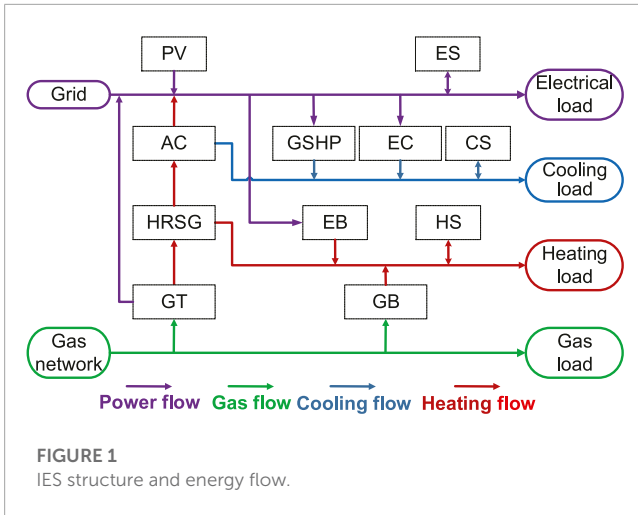 PV
ES
Grid
Electrical
load
AC
GSHP
EC
CS
Cooling
load
HRSG
EB
HS
Heating
load
GT
GB
Gas
network
Gas
load
Power flow
Gas flow
Cooling flow
Heating flow
FIGURE 1
IES structure and energy flow.